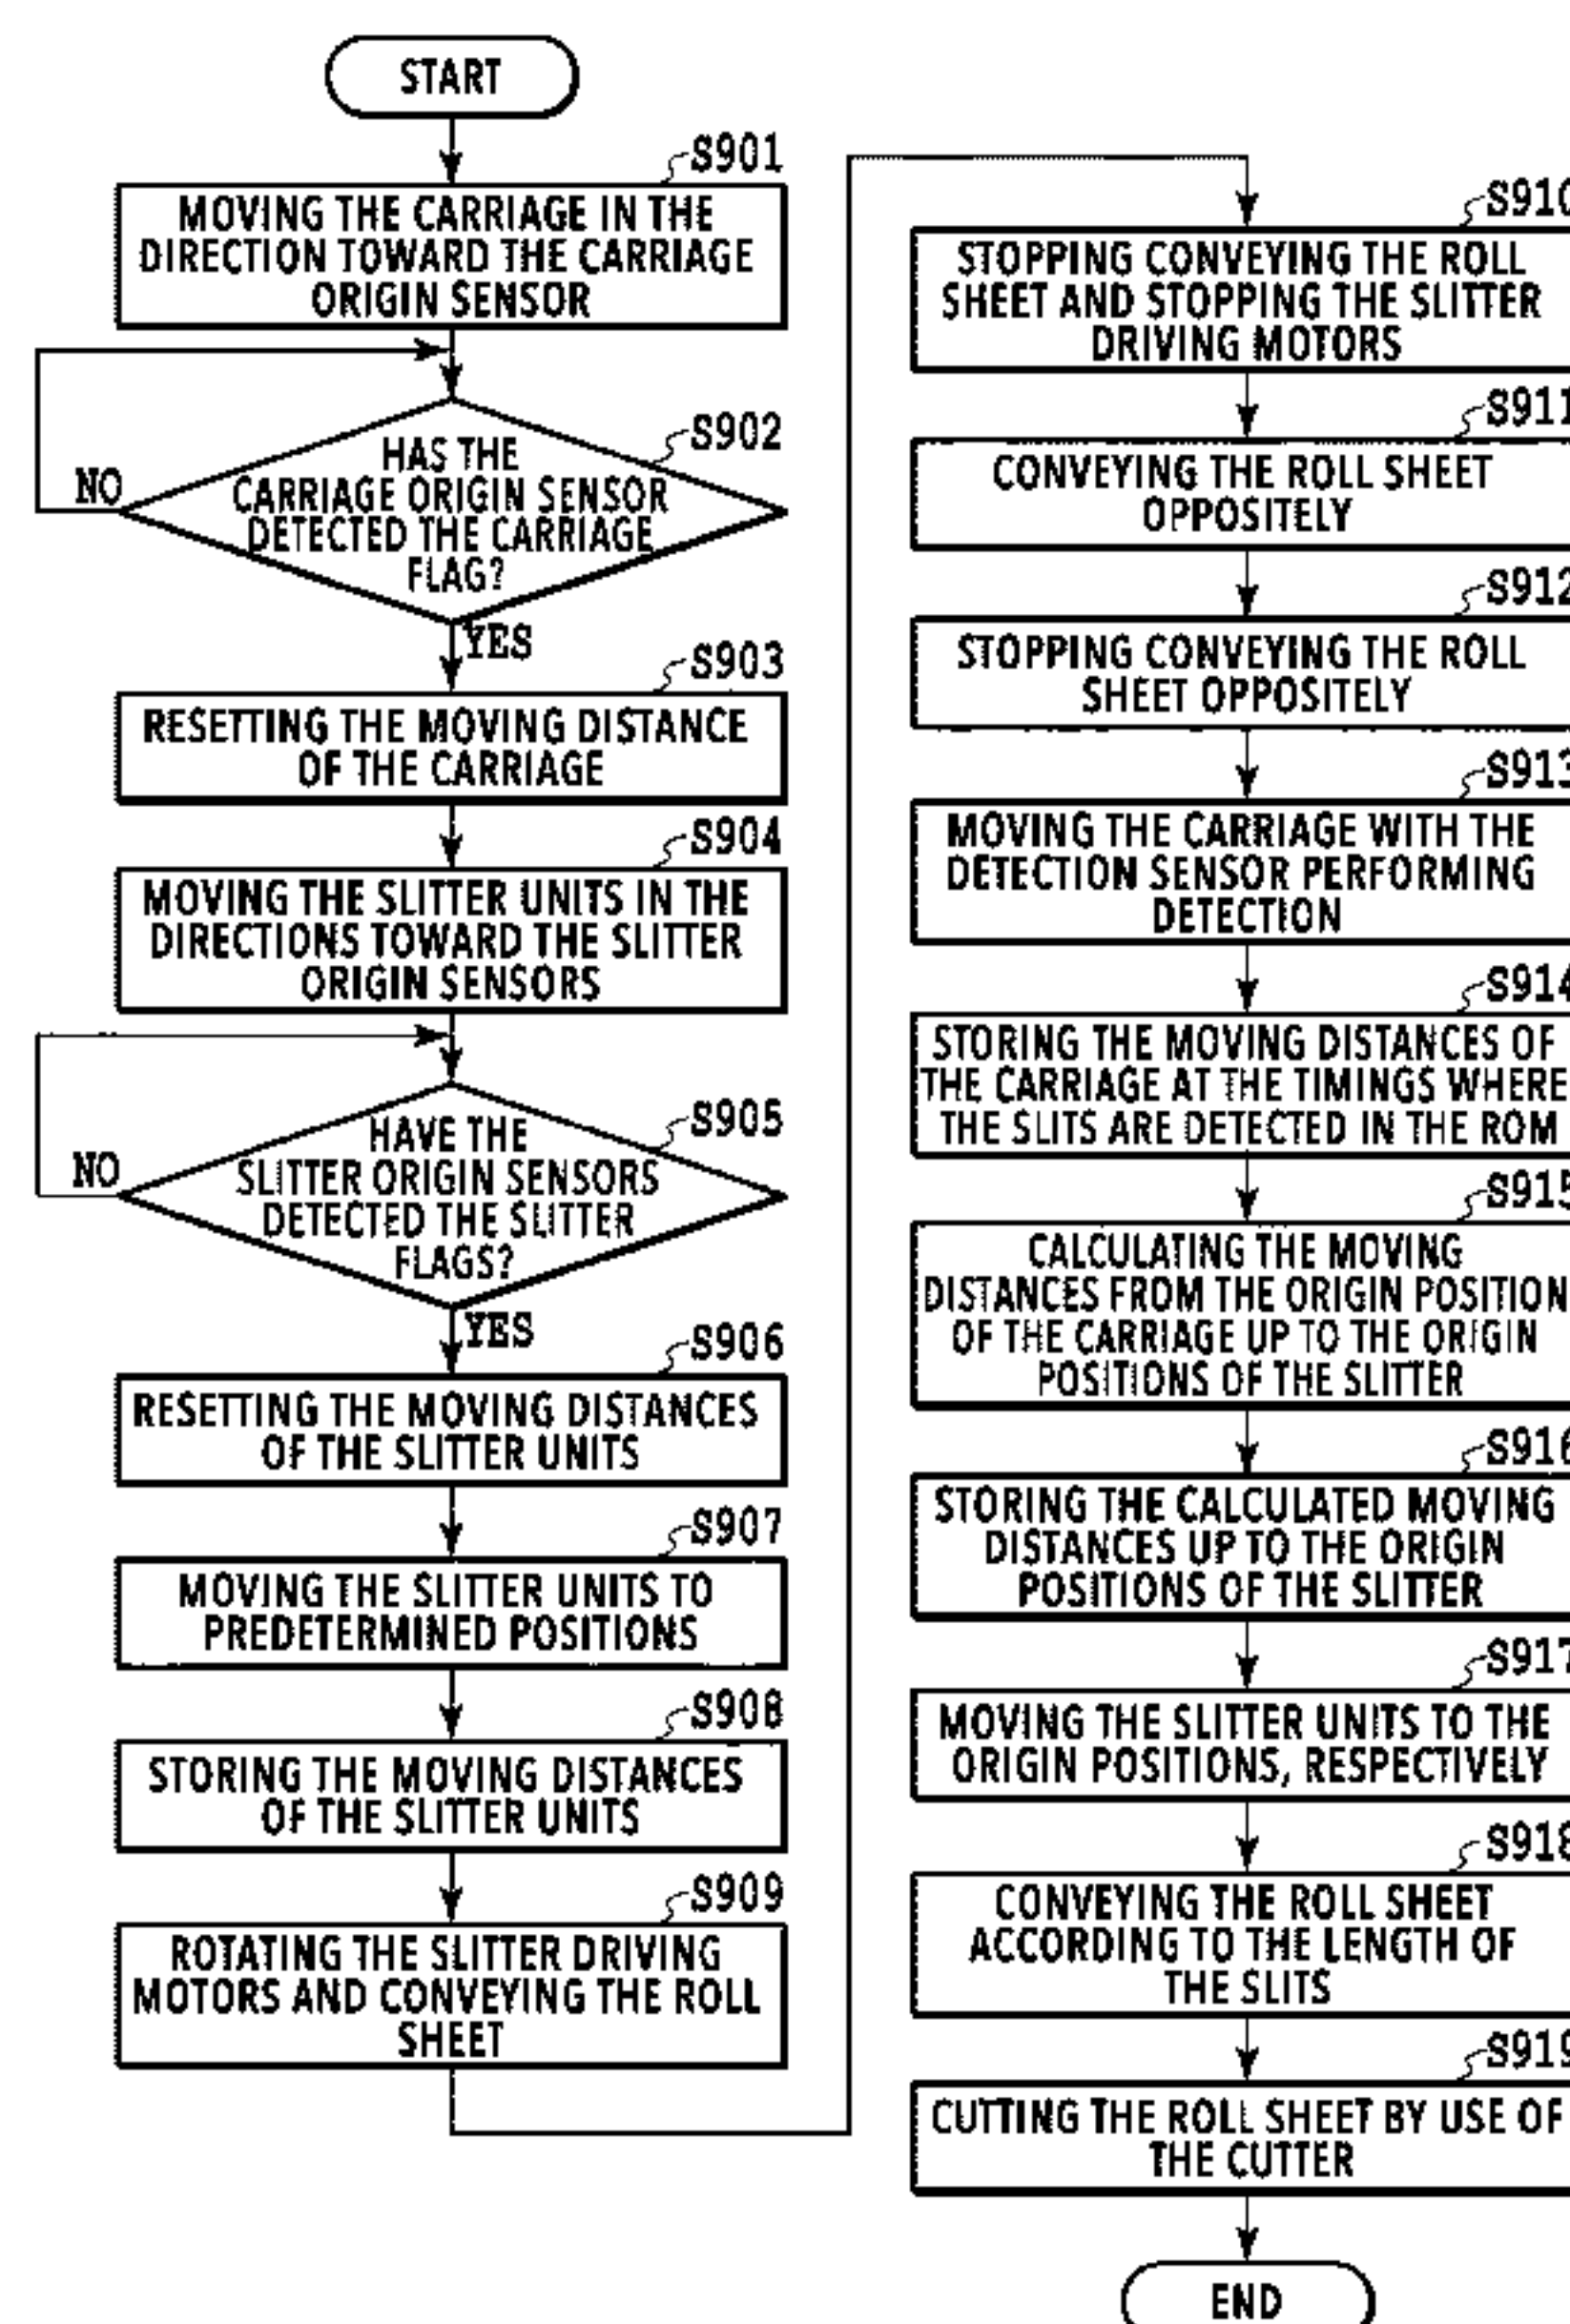 START
S901
MOVING THE CARRIAGE IN THE
DIRECTION TOWARD THE CARRIAGE
ORIGIN SENSOR
S902
HAS THE
CARRIAGE ORIGIN SENSOR
DETECTED THE CARRIAGE
FLAG?
NO
YES
S903
RESETTING THE MOVING DISTANCE
OF THE CARRIAGE
S904
MOVING THE SLITTER UNITS IN THE
DIRECTIONS TOWARD THE SLITTER
ORIGIN SENSORS
S905
HAVE THE
SLITTER ORIGIN SENSORS
DETECTED THE SLITTER
FLAGS?
NO
YES
S906
RESETTING THE MOVING DISTANCES
OF THE SLITTER UNITS
S907
MOVING THE SLITTER UNITS TO
PREDETERMINED POSITIONS
S908
STORING THE MOVING DISTANCES
OF THE SLITTER UNITS
S909
ROTATING THE SLITTER DRIVING
MOTORS AND CONVEYING THE ROLL
SHEET
S910
STOPPING CONVEYING THE ROLL
SHEET AND STOPPING THE SLITTER
DRIVING MOTORS
S911
CONVEYING THE ROLL SHEET
OPPOSITELY
S912
STOPPING CONVEYING THE ROLL
SHEET OPPOSITELY
S913
MOVING THE CARRIAGE WITH THE
DETECTION SENSOR PERFORMING
DETECTION
S914
STORING THE MOVING DISTANCES OF
THE CARRIAGE AT THE TIMINGS WHERE
THE SLITS ARE DETECTED IN THE ROM
S915
CALCULATING THE MOVING
DISTANCES FROM THE ORIGIN POSITION
OF THE CARRIAGE UP TO THE ORIGIN
POSITIONS OF THE SLITTER
S916
STORING THE CALCULATED MOVING
DISTANCES UP TO THE ORIGIN
POSITIONS OF THE SLITTER
S917
MOVING THE SLITTER UNITS TO THE
ORIGIN POSITIONS, RESPECTIVELY
S918
CONVEYING THE ROLL SHEET
ACCORDING TO THE LENGTH OF
THE SLITS
S919
CUTTING THE ROLL SHEET BY USE OF
THE CUTTER
END